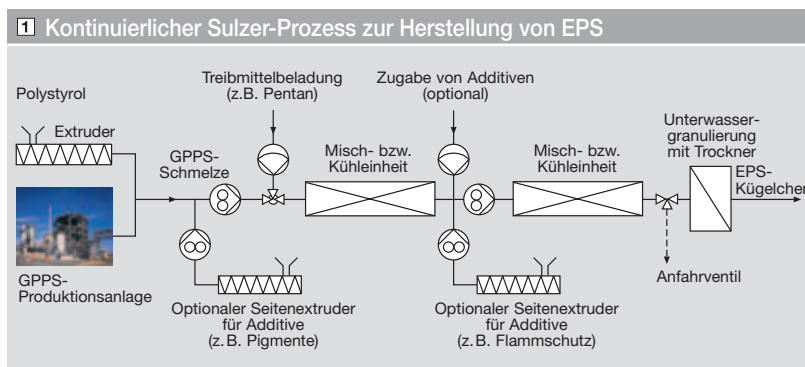 1 Kontinuierlicher Sulzer-Prozess zur Herstellung von EPS
Polystyrol
Extruder
GPPS-
Produktionsanlage
GPPS-
Schmelze
Treibmittelbeladung
(z.B. Pentan)
Misch- bzw.
Kühleinheit
Zugabe von Additiven
(optional)
Misch- bzw.
Kühleinheit
Unterwasser-
granulierung
mit Trockner
EPS-
Kügelchen
Anfahrventil
Optionaler Seitenextruder
für Additive
(z.B. Pigmente)
Optionaler Seitenextruder
für Additive
(z.B. Flammschutz)